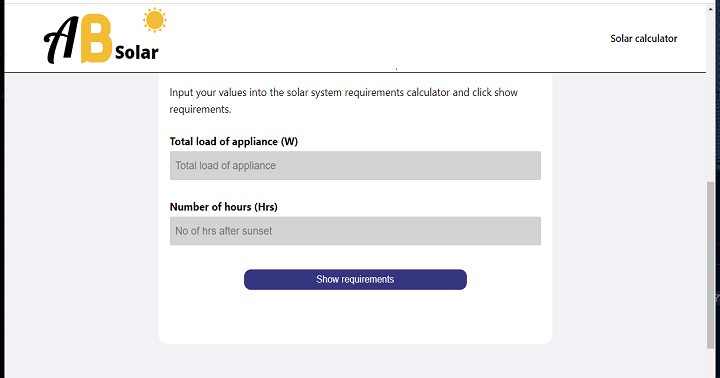 AB Solar
Solar calculator
Input your values into the solar system requirements calculator and click show
requirements.
Total load of appliance (W)
Total load of appliance
Number of hours (Hrs)
No of hrs after sunset
Show requirements